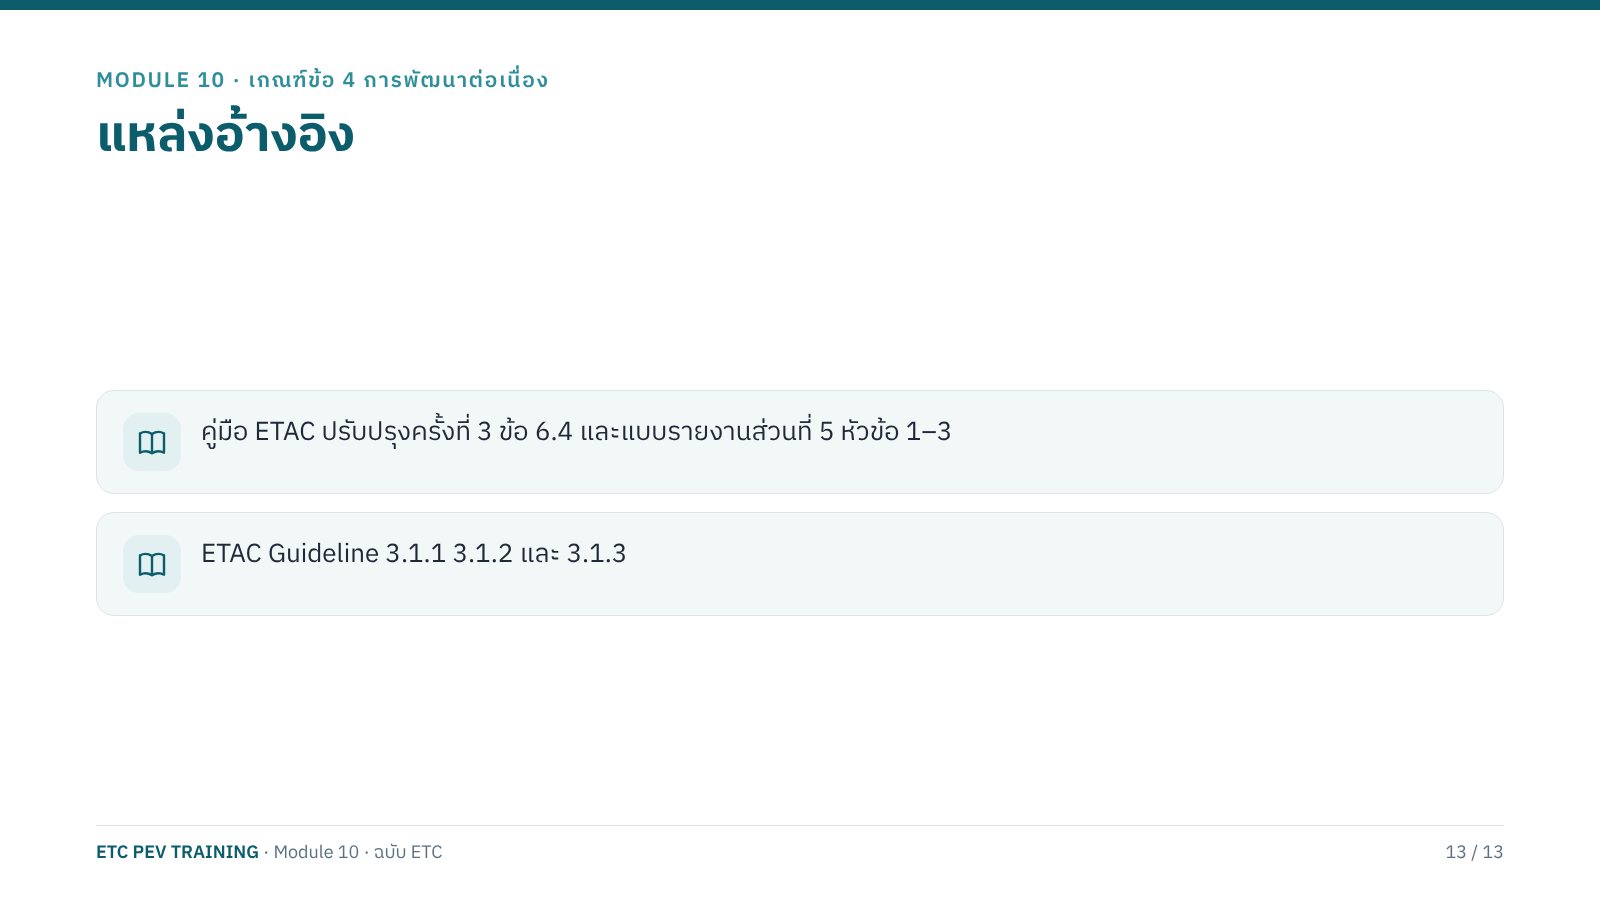 MODULE 10 · เกณฑ์ข้อ 4 การพัฒนาต่อเนื่อง
แหล่งอ้างอิง
คู่มือ ETAC ปรับปรุงครั้งที่ 3 ข้อ 6.4 และแบบรายงานส่วนที่ 5 หัวข้อ 1–3
ETAC Guideline 3.1.1 3.1.2 และ 3.1.3
ETC PEV TRAINING · Module 10 · ฉบับ ETC
13 / 13